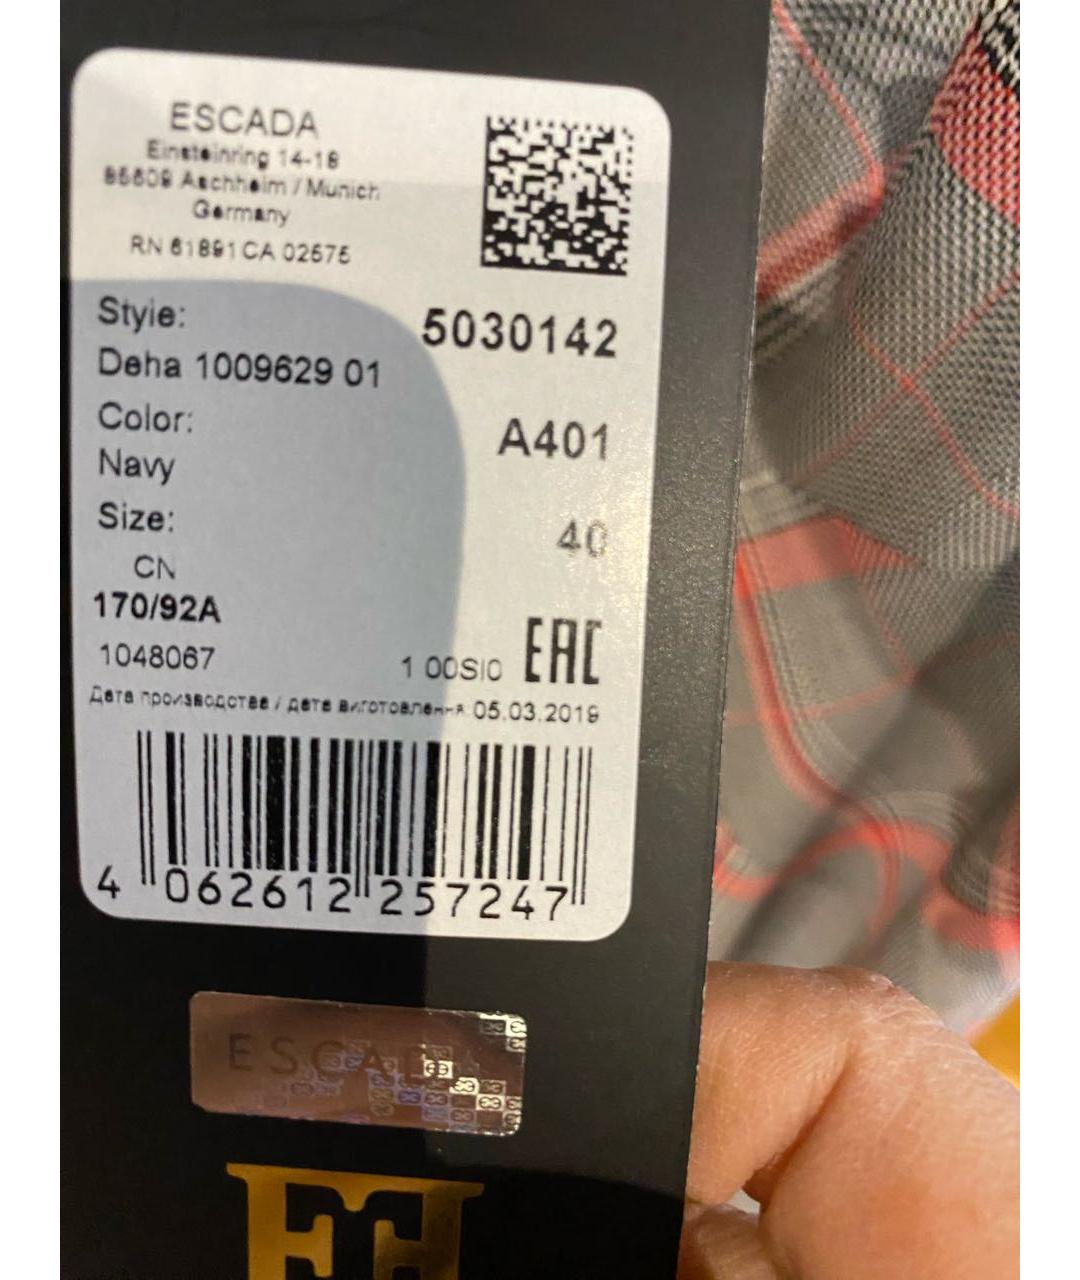 ESCADA
Einsteinring 14-18
85609 Aschheim / Munich
Germany
RN 61891 CA 02575
Style:
5030142
Deha 1009629 01
Color:
A401
Navy
Size:
40
CN
170/92A
1048067
1 00SIO
EAC
Дата производства / дата виготовлення 05.03.2019
4 062612 257247
ESCADA